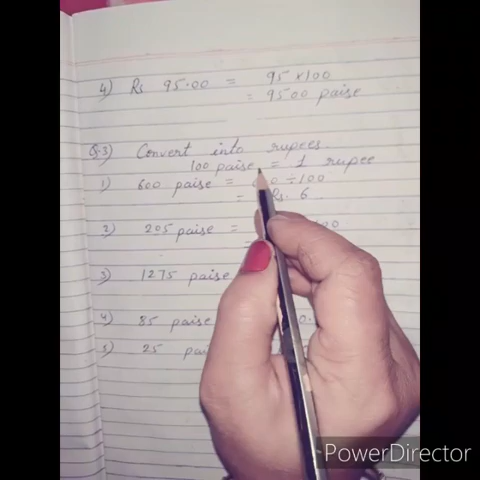 4) Rs 95.00 = 95 x 100
= 9500 paise
Q.3) Convert into rupees.
100 paise = 1 rupee
1) 600 paise = ÷ 100
= Rs. 6
2) 205 paise =
3) 1275 paise
4) 85 paise
5) 25
PowerDirector